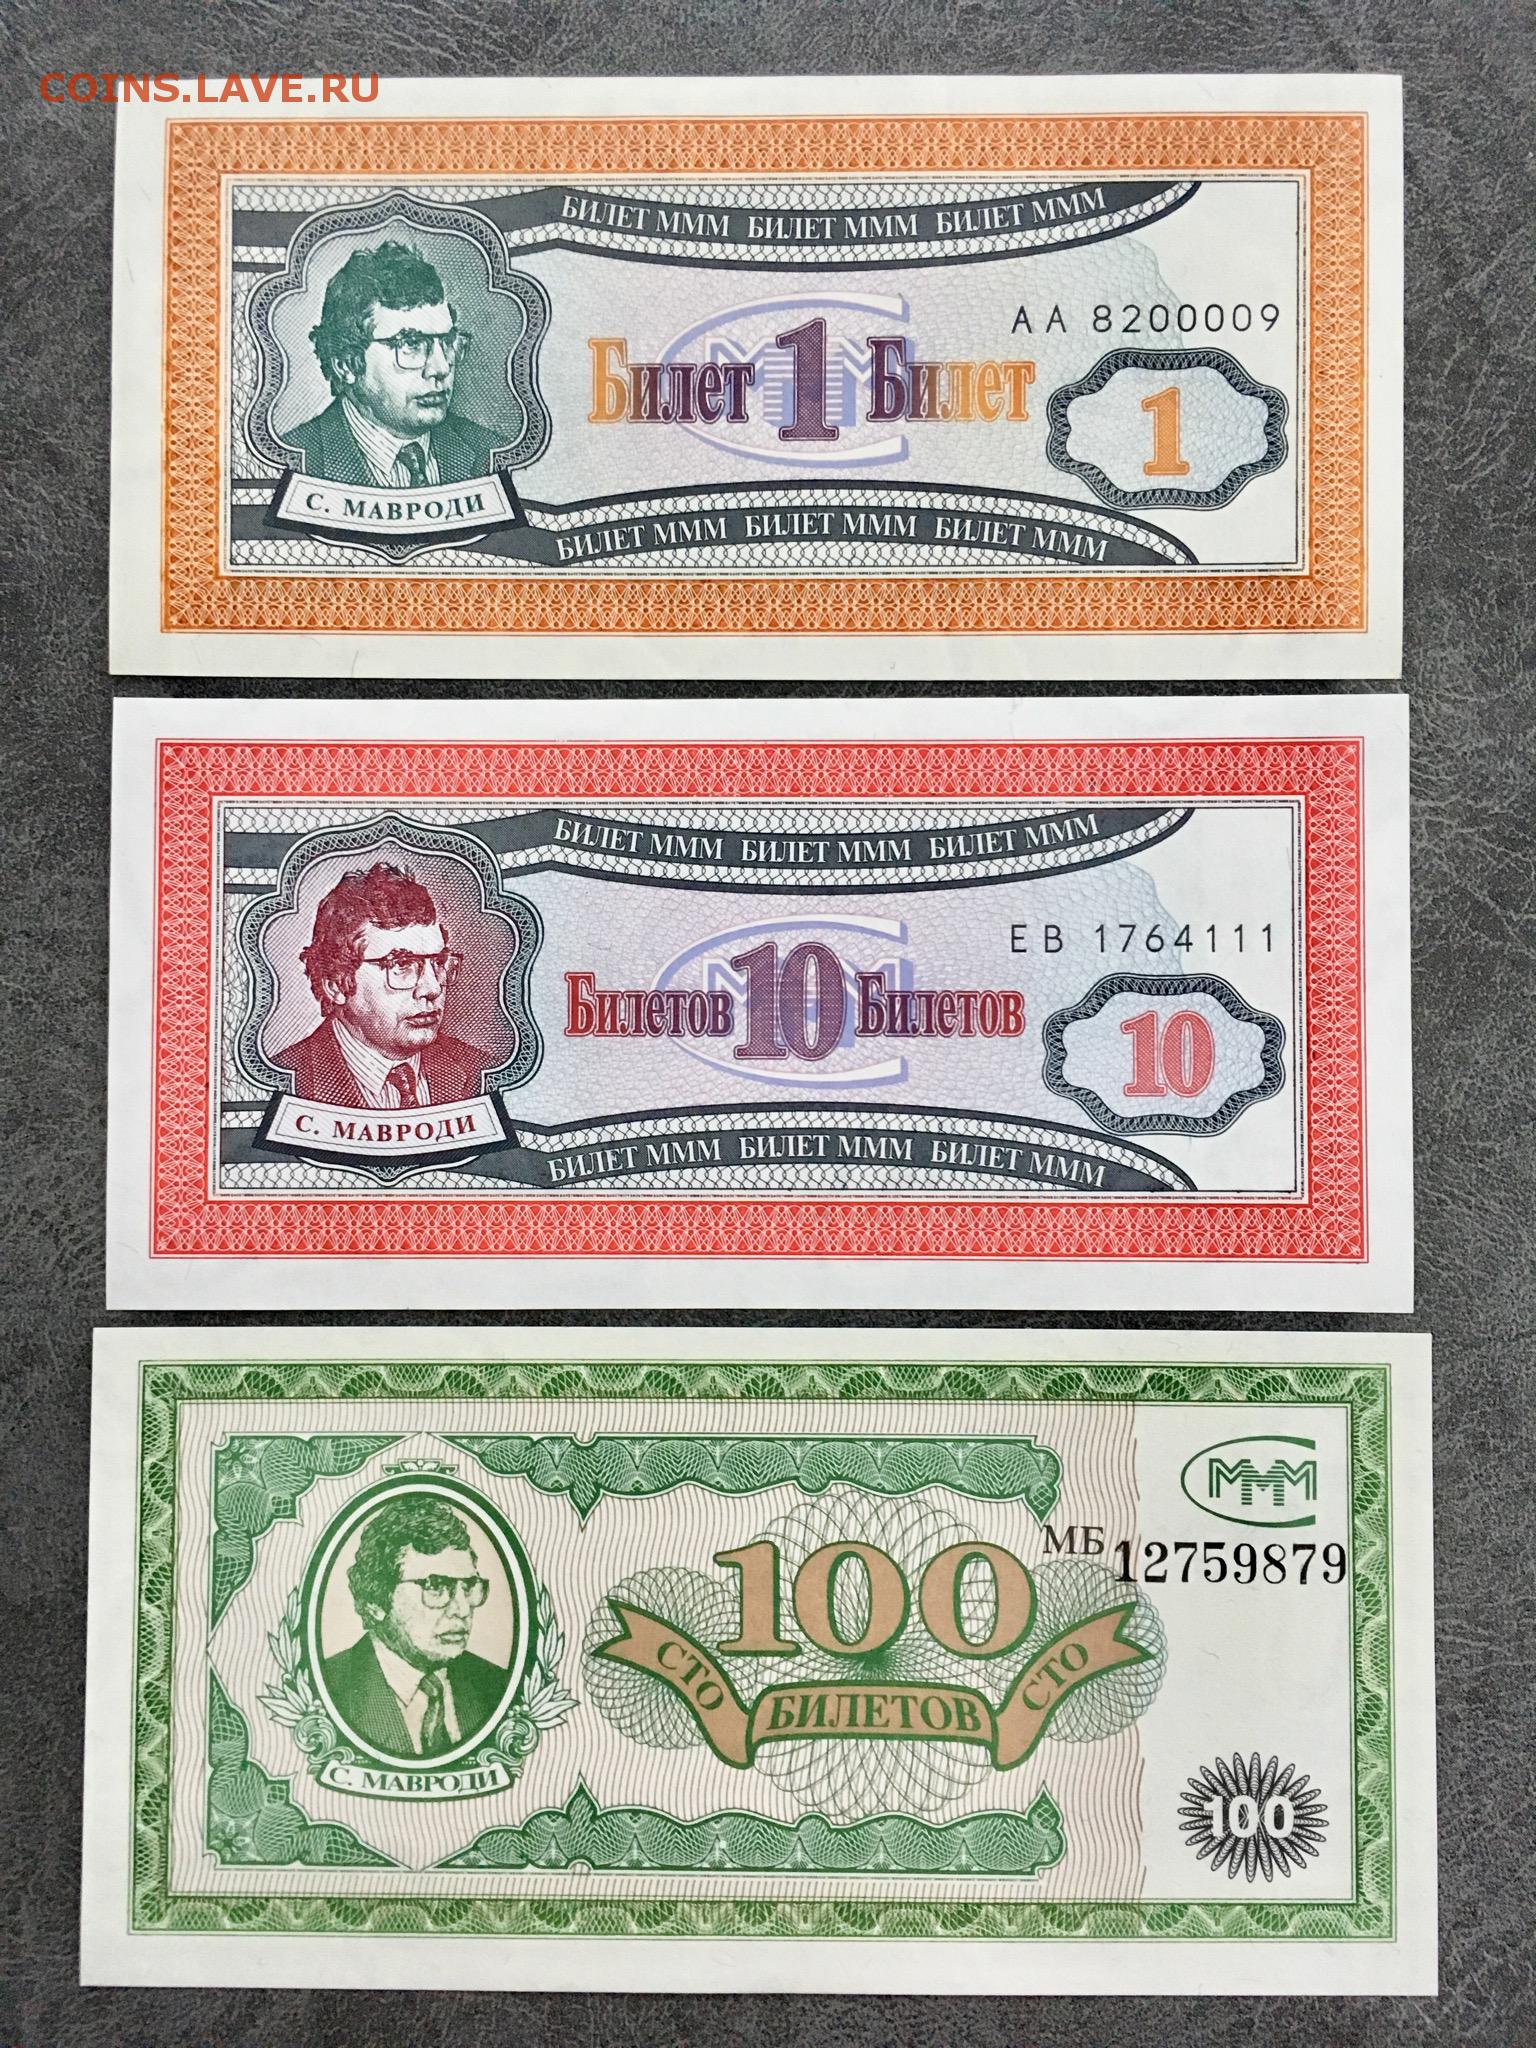 COINS.LAVE.RU
БИЛЕТ МММ БИЛЕТ МММ БИЛЕТ МММ
АА 8200009
МММ
Билет 1 Билет
1
С. МАВРОДИ
БИЛЕТ МММ БИЛЕТ МММ БИЛЕТ МММ
БИЛЕТ МММ БИЛЕТ МММ БИЛЕТ МММ
ЕВ 1764111
МММ
Билетов 10 Билетов
10
С. МАВРОДИ
БИЛЕТ МММ БИЛЕТ МММ БИЛЕТ МММ
МММ
МБ 12759879
100
СТО БИЛЕТОВ СТО
С. МАВРОДИ
100